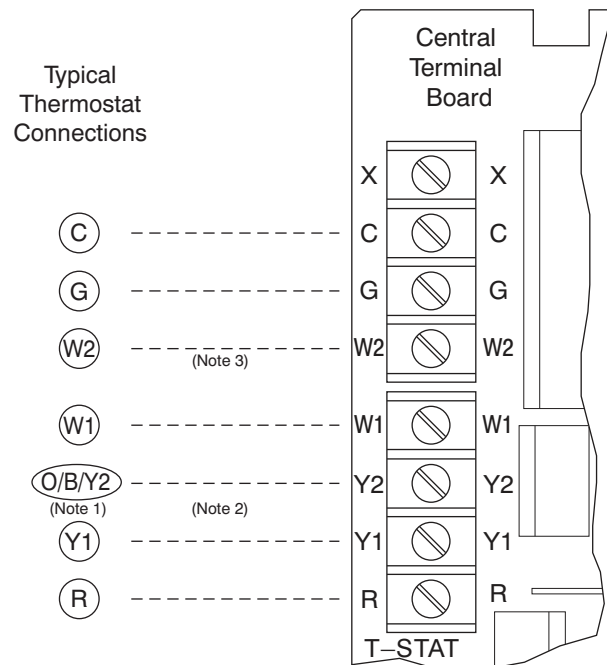 Central
Terminal
Board
Typical
Thermostat
Connections
X X
C C C
G G G
W2 (Note 3) W2 W2
W1 W1 W1
O/B/Y2 Y2 Y2
(Note 1) (Note 2)
Y1 Y1 Y1
R R R
T–STAT